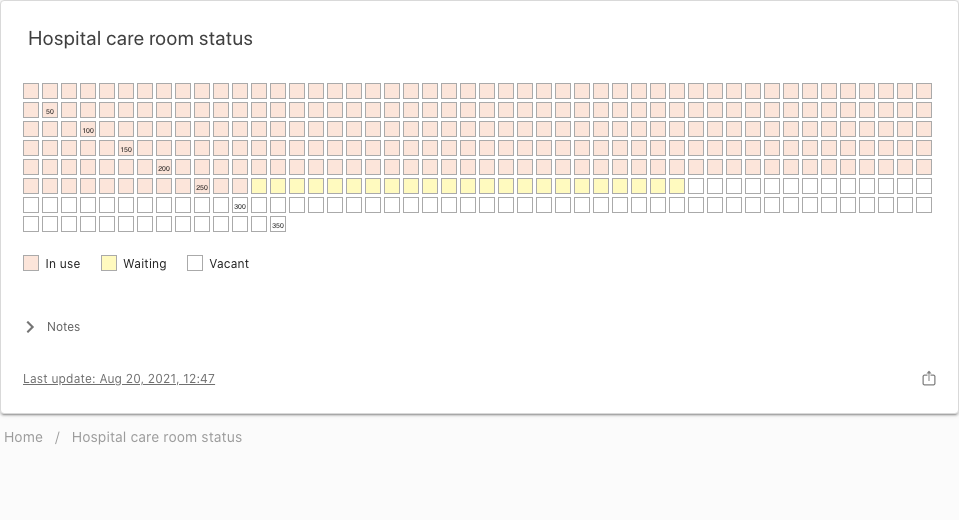 Hospital care room status
50
100
150
200
250
300
350
In use
Waiting
Vacant
Notes
Last update: Aug 20, 2021, 12:47
Home / Hospital care room status